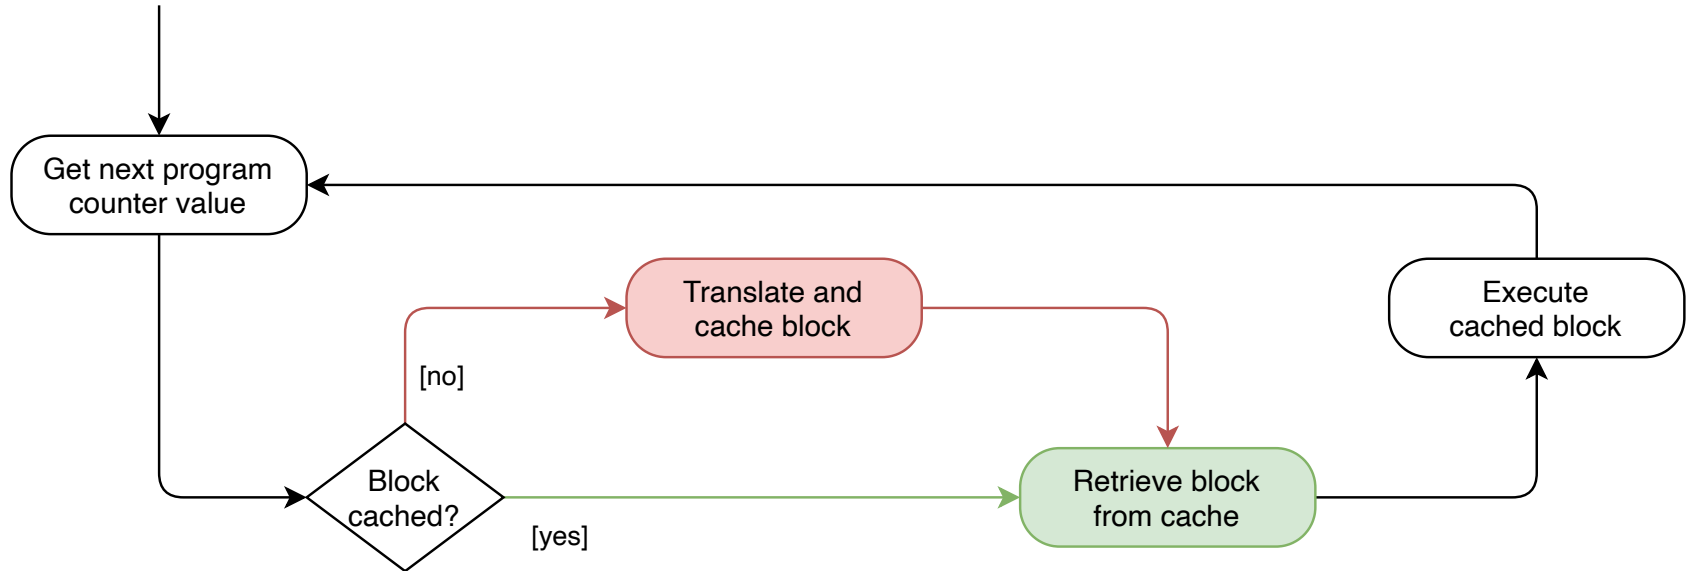 Get next program
counter value
Translate and
cache block
Execute
cached block
[no]
Block
cached?
[yes]
Retrieve block
from cache